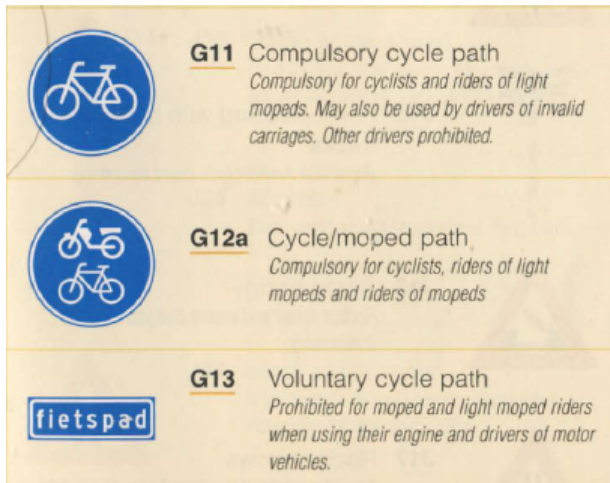 G11 Compulsory cycle path
Compulsory for cyclists and riders of light
mopeds. May also be used by drivers of invalid
carriages. Other drivers prohibited.
G12a Cycle/moped path
Compulsory for cyclists, riders of light
mopeds and riders of mopeds
G13 Voluntary cycle path
fietspad
Prohibited for moped and light moped riders
when using their engine and drivers of motor
vehicles.